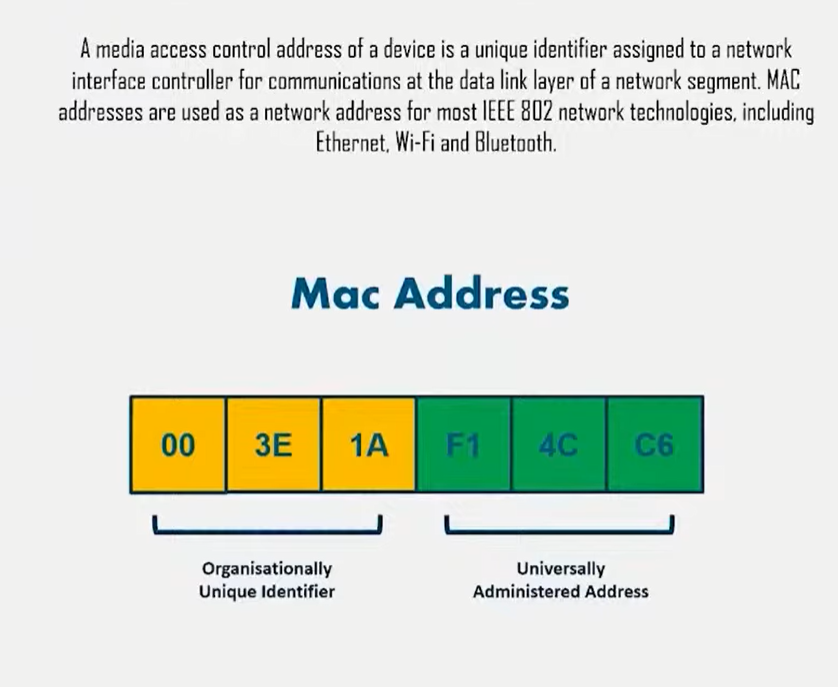 A media access control address of a device is a unique identifier assigned to a network
interface controller for communications at the data link layer of a network segment. MAC
addresses are used as a network address for most IEEE 802 network technologies, including
Ethernet, Wi-Fi and Bluetooth.
Mac Address
00 3E 1A F1 4C C6
Organisationally
Unique Identifier
Universally
Administered Address